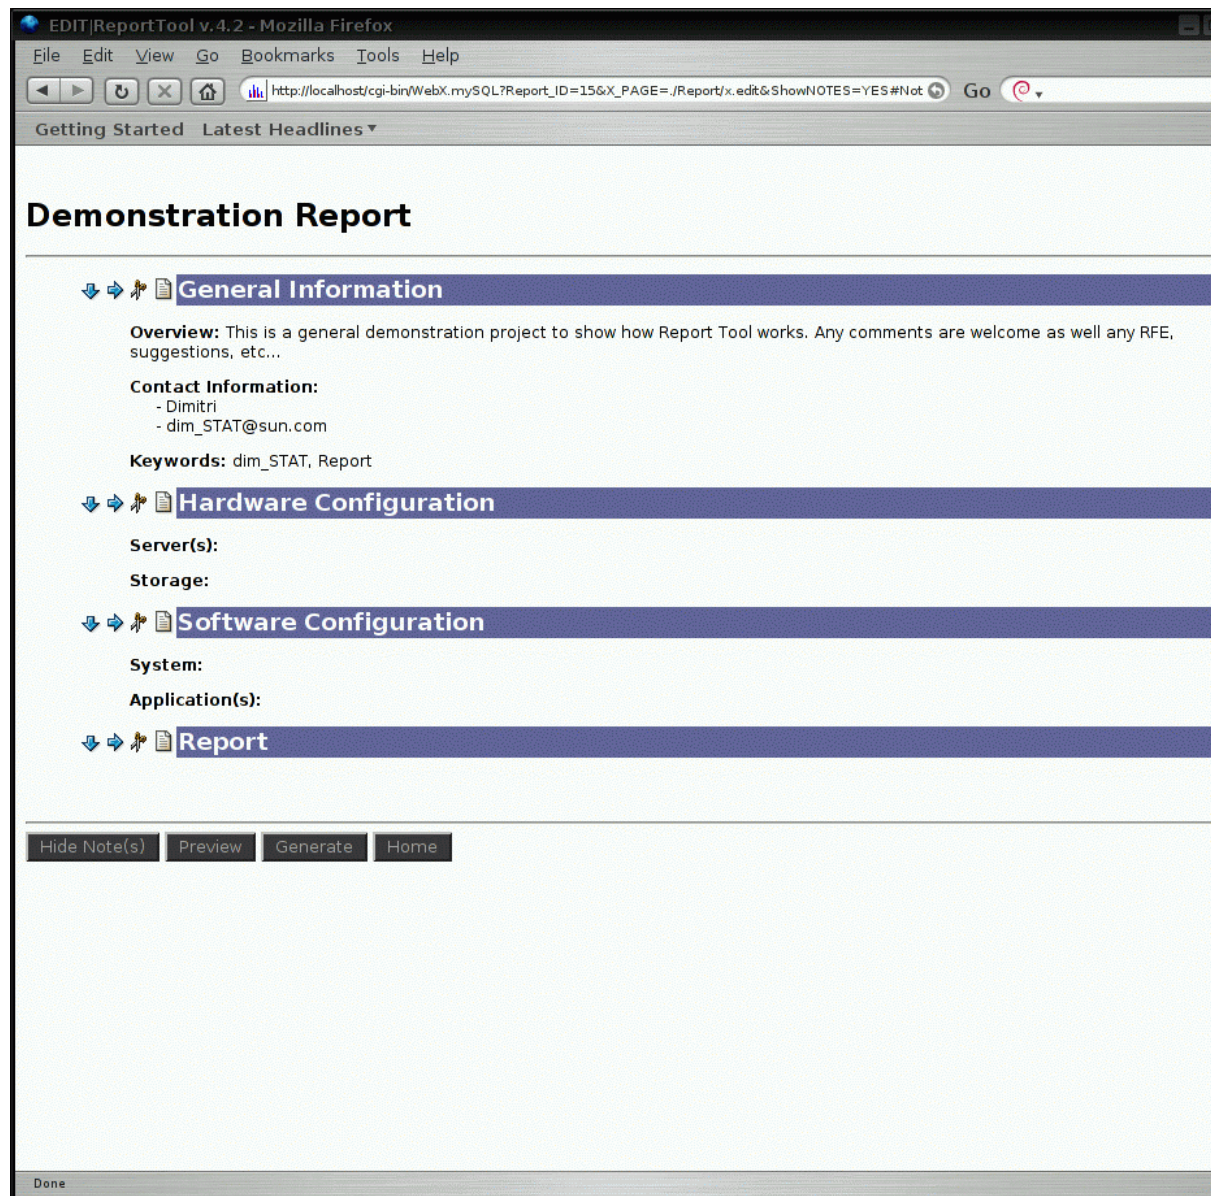 EDIT|ReportTool v.4.2 - Mozilla Firefox
File Edit View Go Bookmarks Tools Help
http://localhost/cgi-bin/WebX.mySQL?Report_ID=15&X_PAGE=./Report/x.edit&ShowNOTES=YES#Not Go
Getting Started Latest Headlines
Demonstration Report
General Information
Overview: This is a general demonstration project to show how Report Tool works. Any comments are welcome as well any RFE,
suggestions, etc...
Contact Information:
- Dimitri
- dim_STAT@sun.com
Keywords: dim_STAT, Report
Hardware Configuration
Server(s):
Storage:
Software Configuration
System:
Application(s):
Report
Hide Note(s) Preview Generate Home
Done